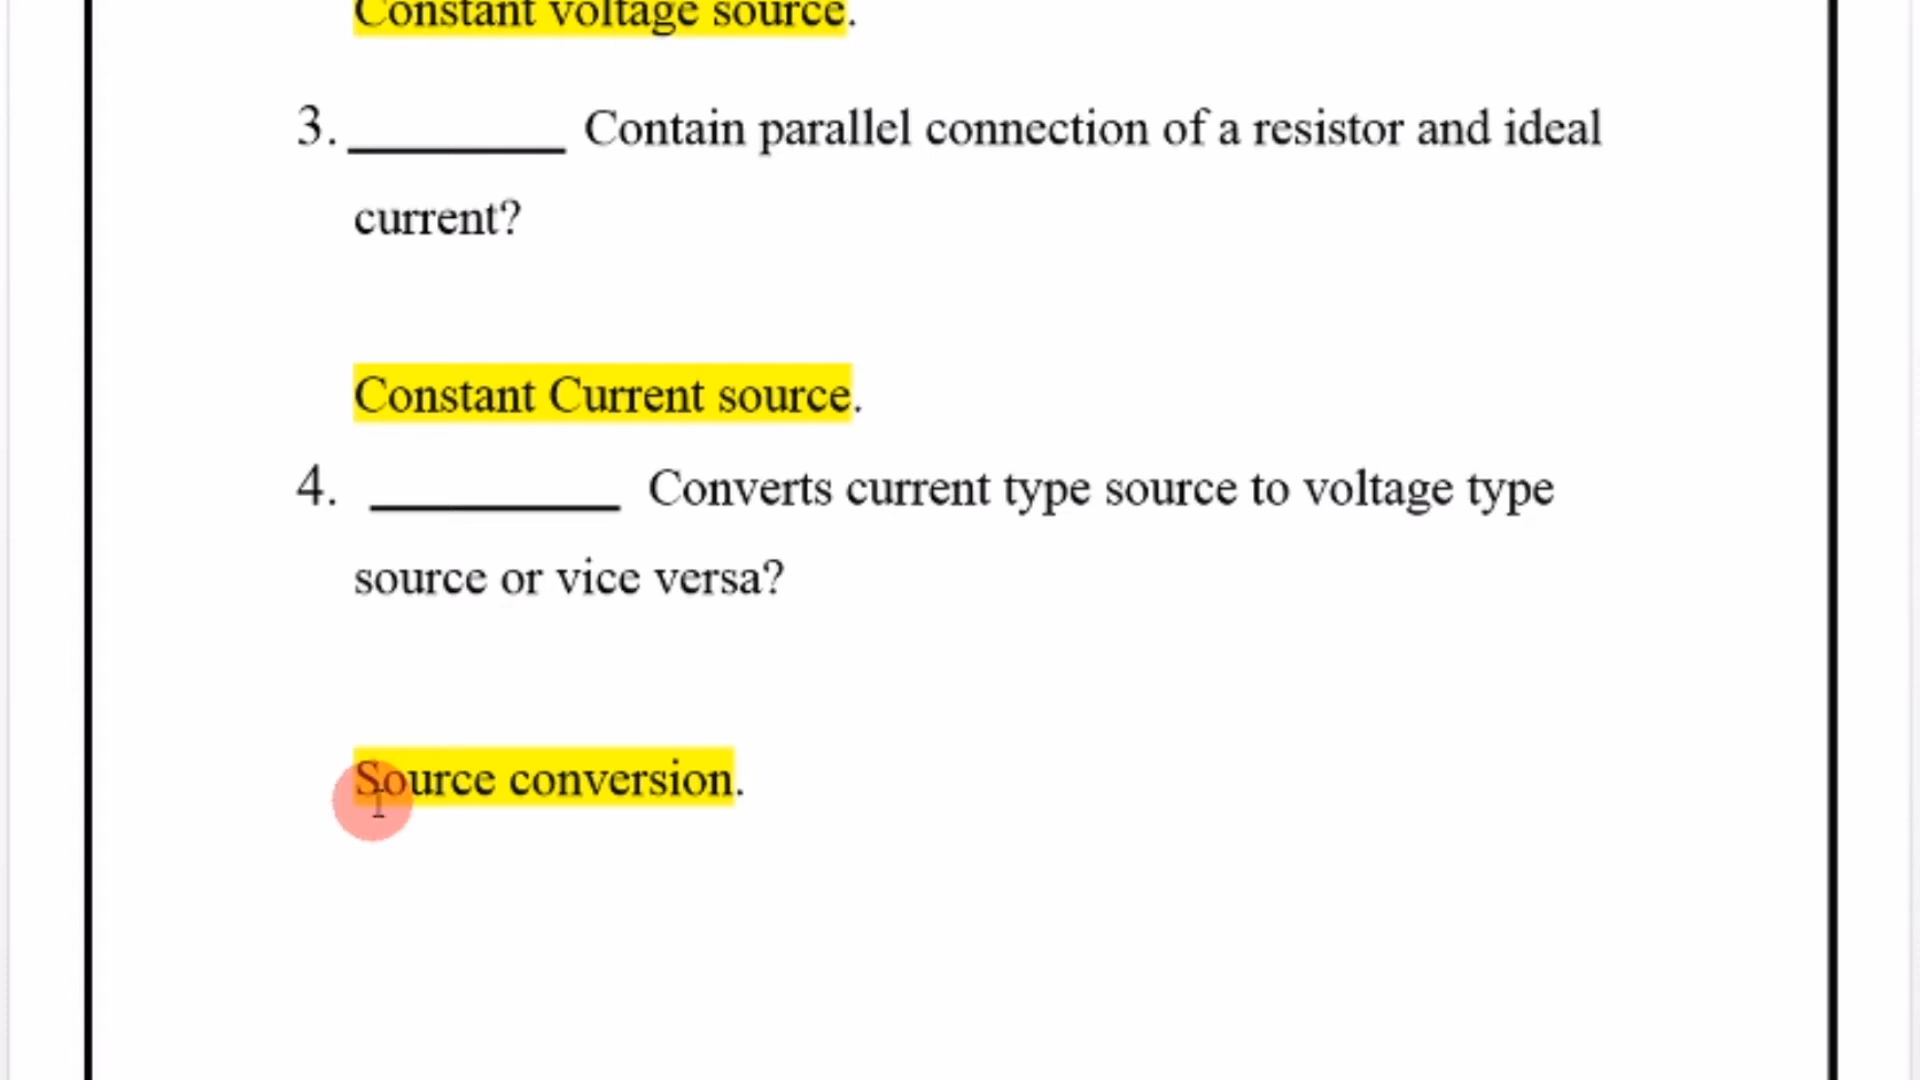 Constant voltage source.
3. ________ Contain parallel connection of a resistor and ideal
current?
Constant Current source.
4. _________ Converts current type source to voltage type
source or vice versa?
Source conversion.